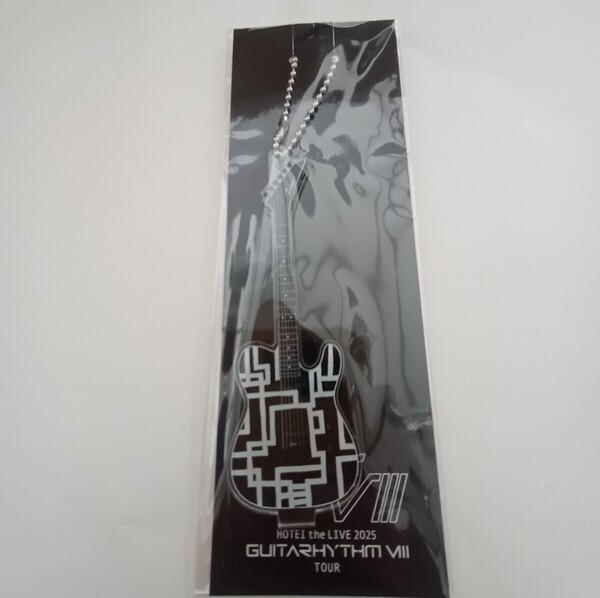 VIII
HOTEI the LIVE 2025
GUITARHYTHM VIII
TOUR